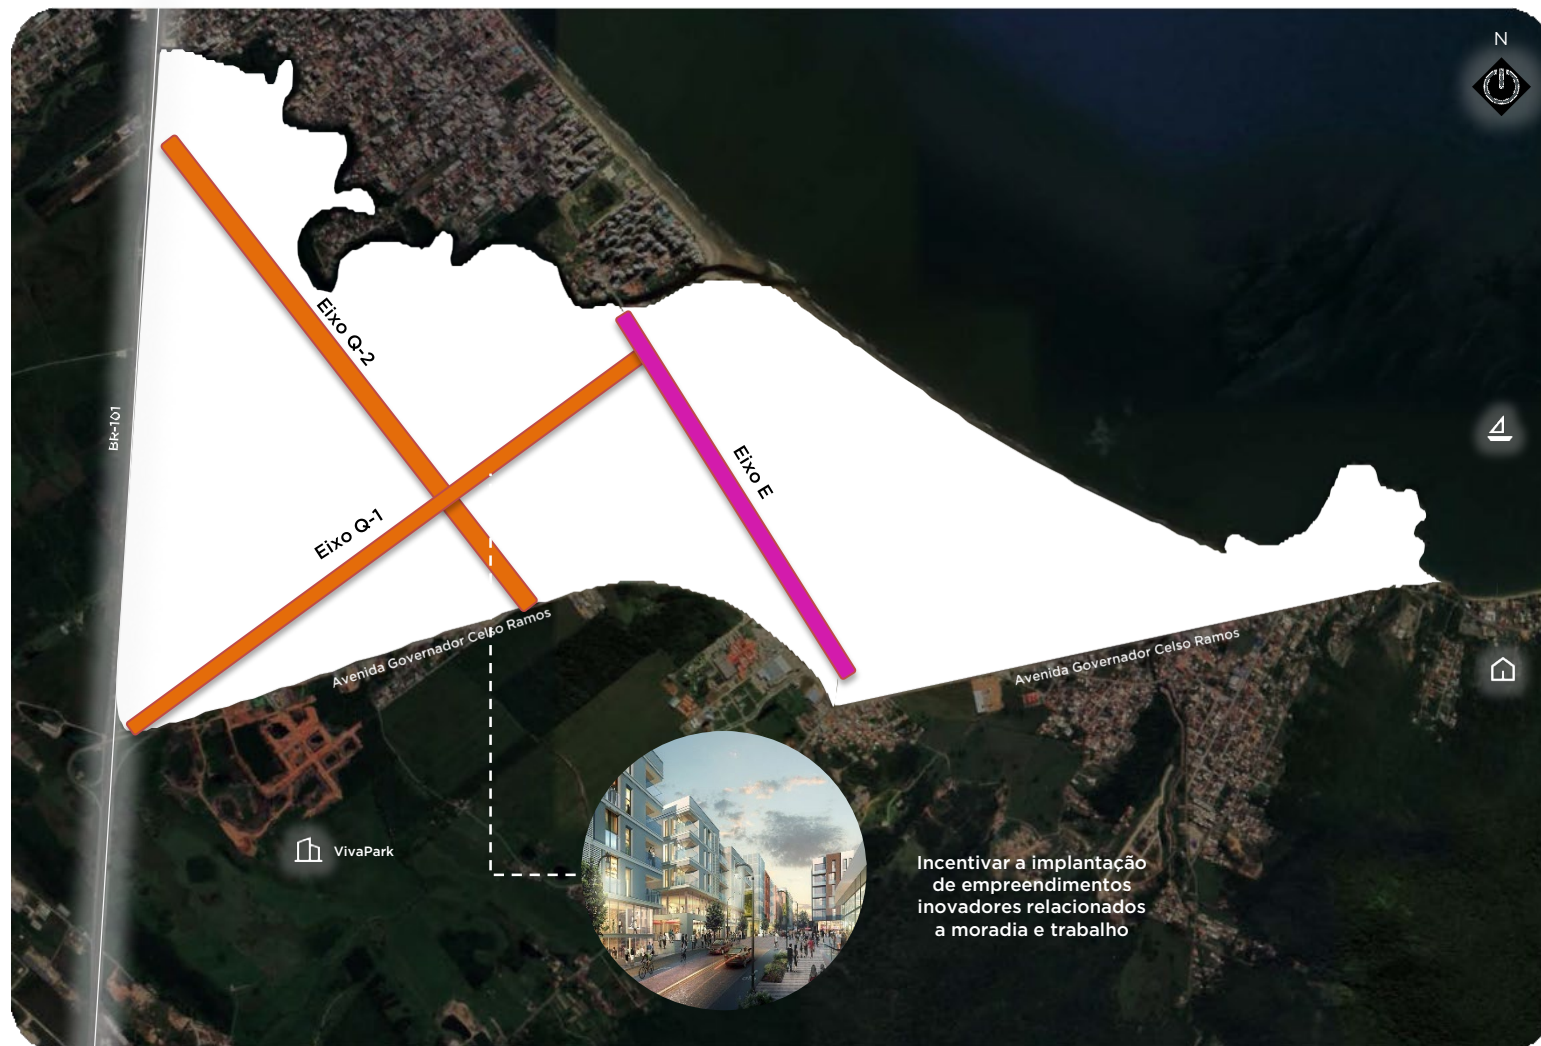 N
Eixo Q-2
BR-101
Eixo E
Eixo Q-1
Avenida Governador Celso Ramos
Avenida Governador Celso Ramos
VivaPark
Incentivar a implantação
de empreendimentos
inovadores relacionados
a moradia e trabalho